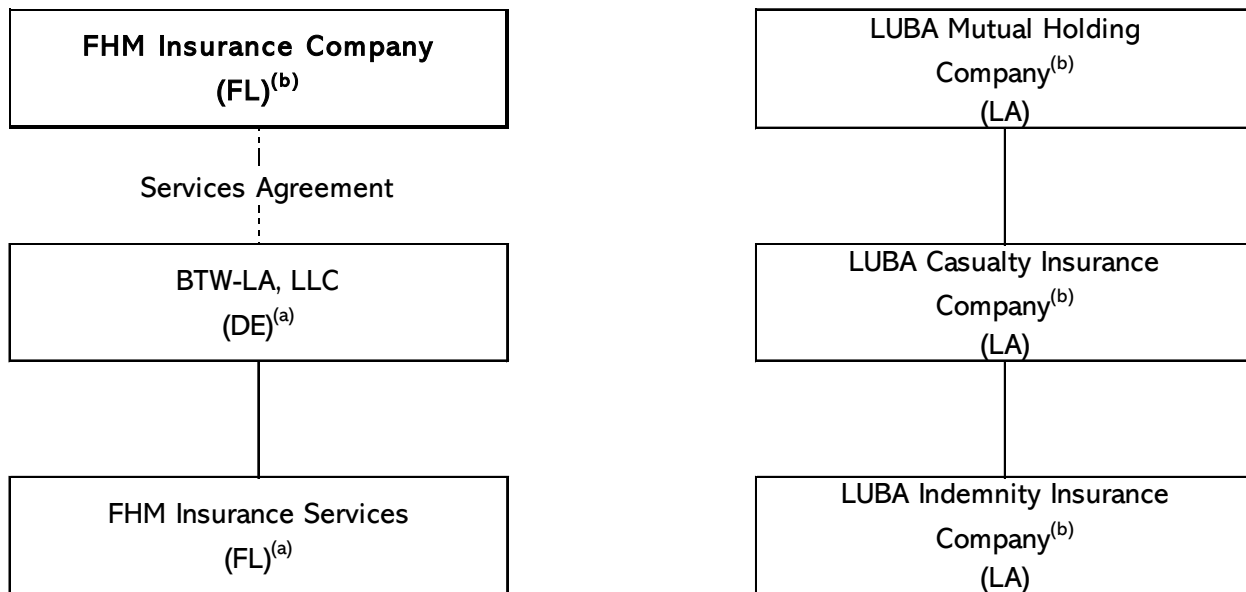 FHM Insurance Company
(FL)(b)
Services Agreement
BTW-LA, LLC
(DE)(a)
FHM Insurance Services
(FL)(a)
LUBA Mutual Holding
Company(b)
(LA)
LUBA Casualty Insurance
Company(b)
(LA)
LUBA Indemnity Insurance
Company(b)
(LA)